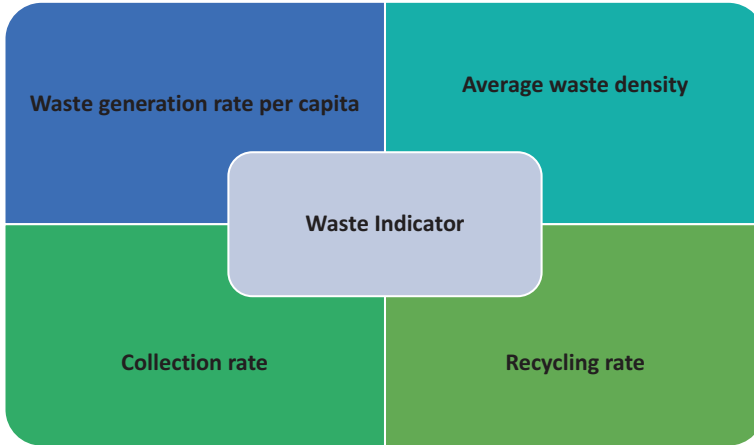 Waste generation rate per capita
Average waste density
Waste Indicator
Collection rate
Recycling rate